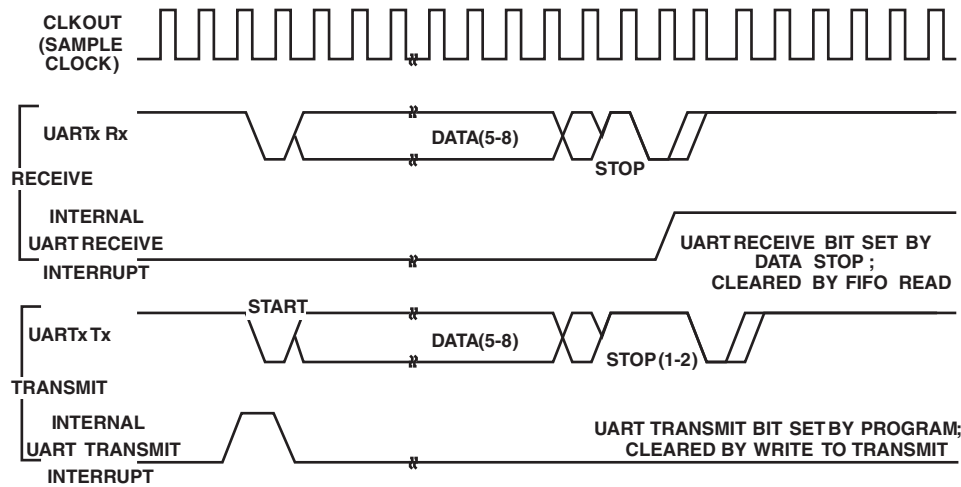 CLKOUT
(SAMPLE
CLOCK)
UARTx Rx
DATA(5-8)
STOP
RECEIVE
INTERNAL
UART RECEIVE
INTERRUPT
UART RECEIVE BIT SET BY
DATA STOP ;
CLEARED BY FIFO READ
START
UARTx Tx
DATA(5-8)
STOP (1-2)
TRANSMIT
INTERNAL
UART TRANSMIT
INTERRUPT
UART TRANSMIT BIT SET BY PROGRAM;
CLEARED BY WRITE TO TRANSMIT